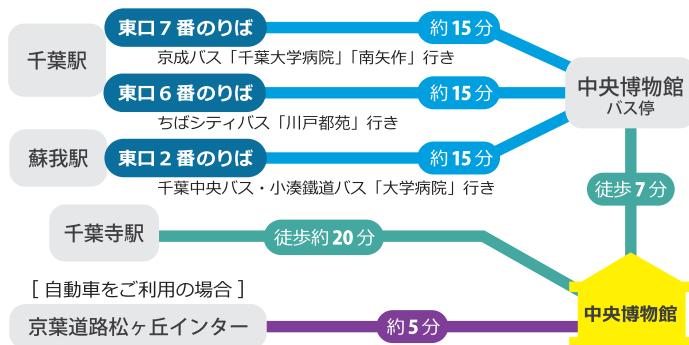 千葉駅
東口7番のりば
約15分
京成バス「千葉大学病院」「南矢作」行き
東口6番のりば
約15分
ちばシティバス「川戸都苑」行き
蘇我駅
東口2番のりば
約15分
千葉中央バス・小湊鐵道バス「大学病院」行き
中央博物館
バス停
徒歩7分
千葉寺駅
徒歩約20分
[ 自動車をご利用の場合 ]
京葉道路松ヶ丘インター
約5分
中央博物館